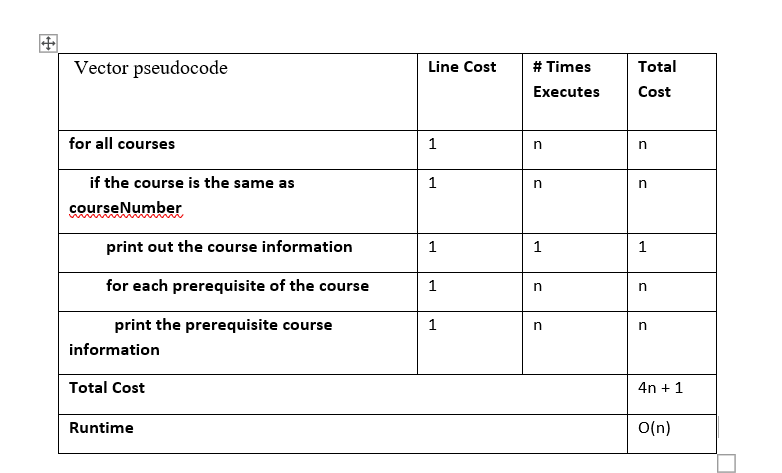 Vector pseudocode
Line Cost
# Times
Executes
Total
Cost
for all courses
1
n
n
if the course is the same as
courseNumber
1
n
n
print out the course information
1
1
1
for each prerequisite of the course
1
n
n
print the prerequisite course
information
1
n
n
Total Cost
4n + 1
Runtime
O(n)